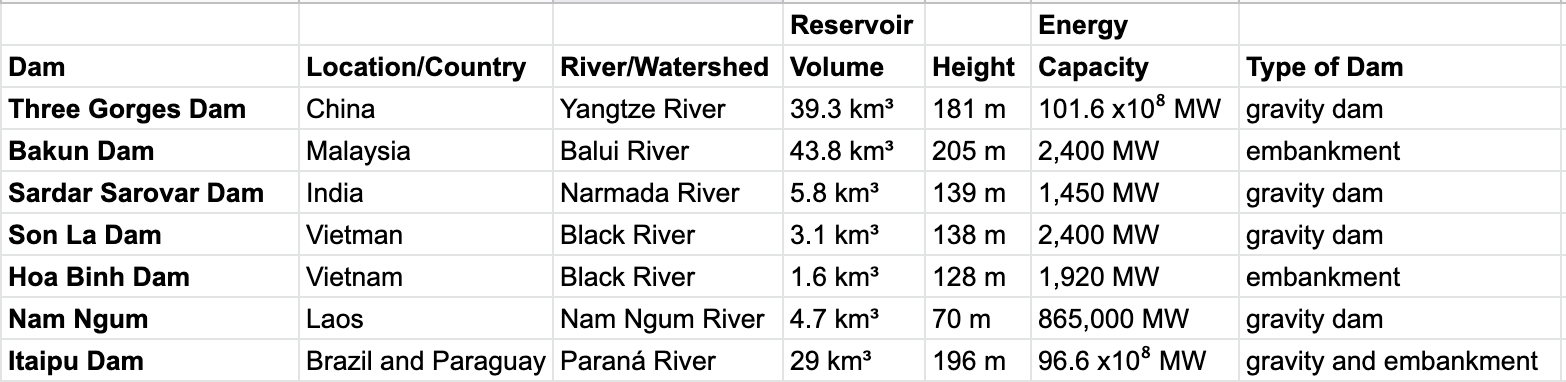 Reservoir Energy
Dam Location/Country River/Watershed Volume Height Capacity Type of Dam
Three Gorges Dam China Yangtze River 39.3 km³ 181 m 101.6 x10⁸ MW gravity dam
Bakun Dam Malaysia Balui River 43.8 km³ 205 m 2,400 MW embankment
Sardar Sarovar Dam India Narmada River 5.8 km³ 139 m 1,450 MW gravity dam
Son La Dam Vietman Black River 3.1 km³ 138 m 2,400 MW gravity dam
Hoa Binh Dam Vietnam Black River 1.6 km³ 128 m 1,920 MW embankment
Nam Ngum Laos Nam Ngum River 4.7 km³ 70 m 865,000 MW gravity dam
Itaipu Dam Brazil and Paraguay Paraná River 29 km³ 196 m 96.6 x10⁸ MW gravity and embankment